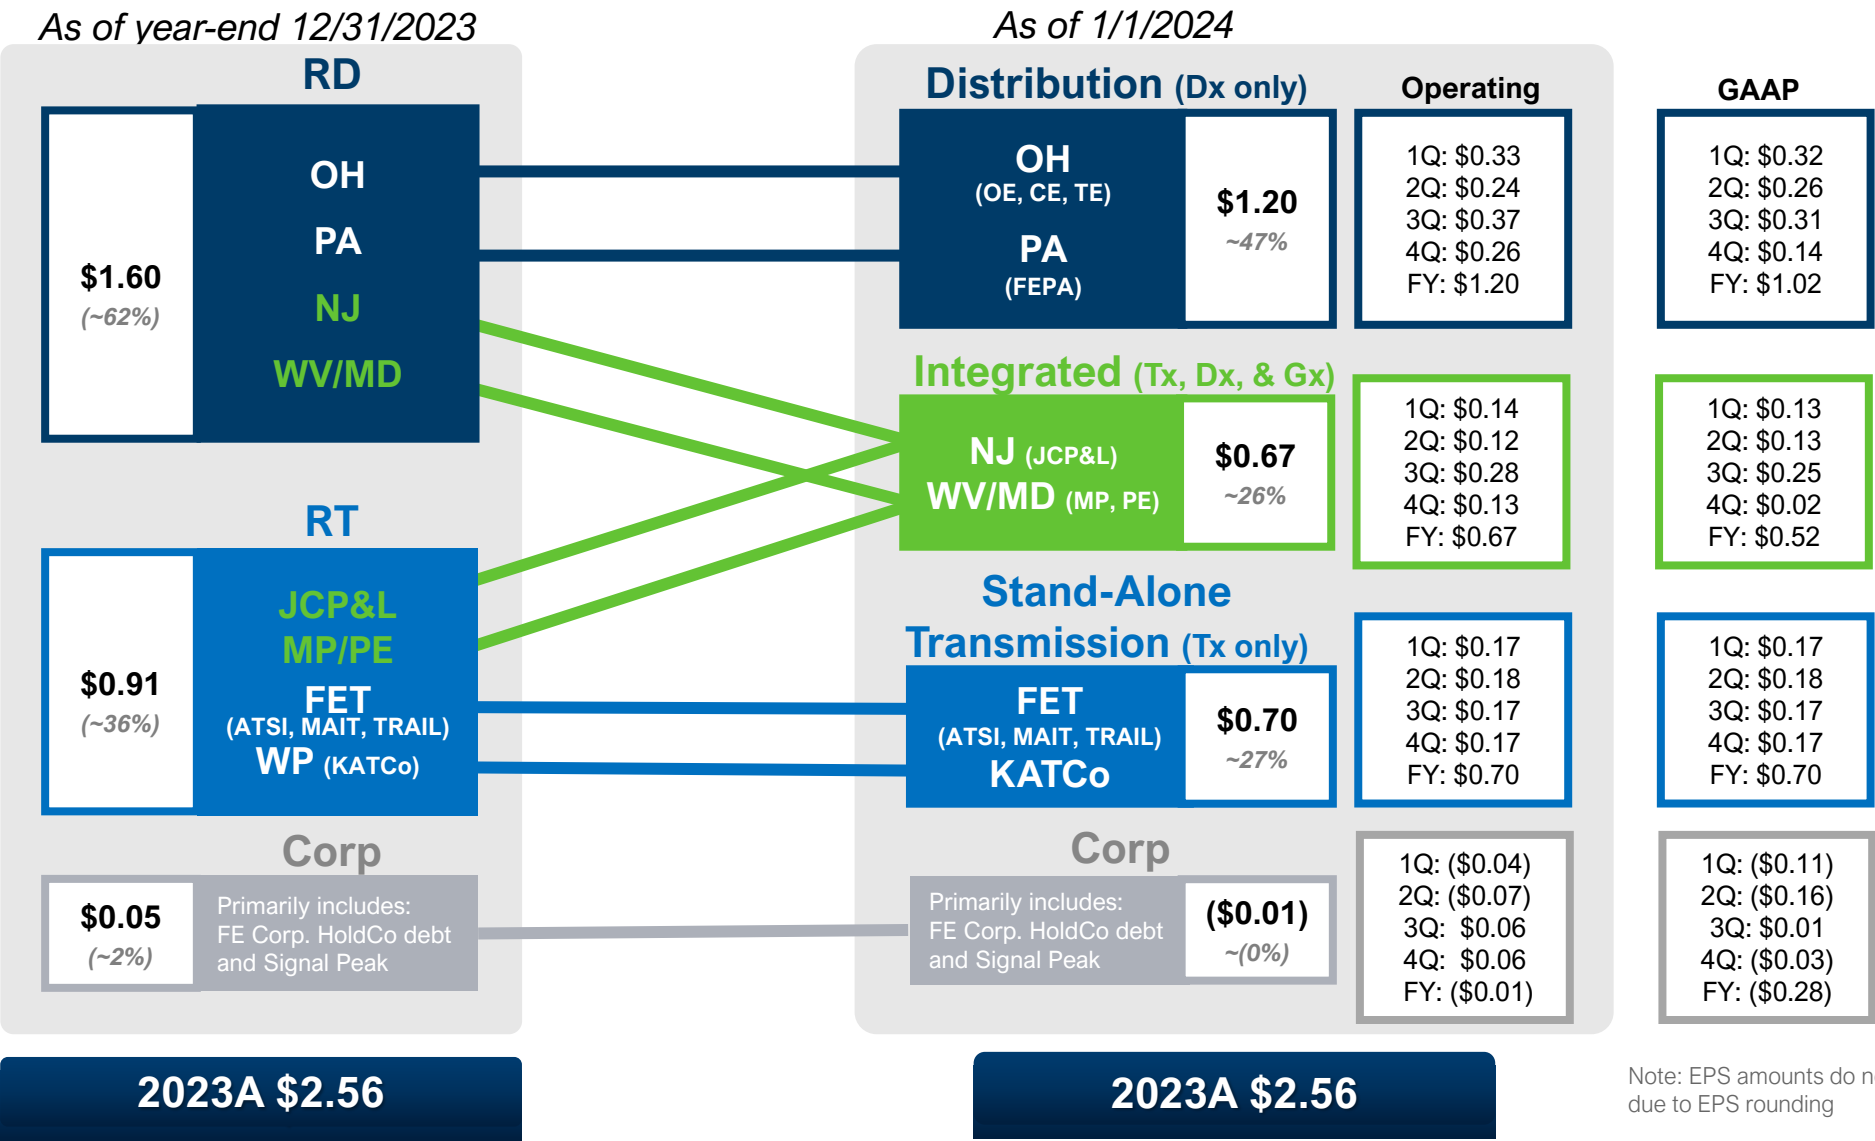 As of year-end 12/31/2023
RD
$1.60
(~62%)
OH
PA
NJ
WV/MD
RT
$0.91
(~36%)
JCP&L
MP/PE
FET
(ATSI, MAIT, TRAIL)
WP (KATCo)
Corp
$0.05
(~2%)
Primarily includes:
FE Corp. HoldCo debt
and Signal Peak
2023A $2.56
As of 1/1/2024
Distribution (Dx only)
OH
(OE, CE, TE)
PA
(FEPA)
$1.20
~47%
Operating
1Q: $0.33
2Q: $0.24
3Q: $0.37
4Q: $0.26
FY: $1.20
GAAP
1Q: $0.32
2Q: $0.26
3Q: $0.31
4Q: $0.14
FY: $1.02
Integrated (Tx, Dx, & Gx)
NJ (JCP&L)
WV/MD (MP, PE)
$0.67
~26%
1Q: $0.14
2Q: $0.12
3Q: $0.28
4Q: $0.13
FY: $0.67
1Q: $0.13
2Q: $0.13
3Q: $0.25
4Q: $0.02
FY: $0.52
Stand-Alone
Transmission (Tx only)
FET
(ATSI, MAIT, TRAIL)
KATCo
$0.70
~27%
1Q: $0.17
2Q: $0.18
3Q: $0.17
4Q: $0.17
FY: $0.70
1Q: $0.17
2Q: $0.18
3Q: $0.17
4Q: $0.17
FY: $0.70
Corp
Primarily includes:
FE Corp. HoldCo debt
and Signal Peak
($0.01)
~(0%)
1Q: ($0.04)
2Q: ($0.07)
3Q: $0.06
4Q: $0.06
FY: ($0.01)
1Q: ($0.11)
2Q: ($0.16)
3Q: $0.01
4Q: ($0.03)
FY: ($0.28)
2023A $2.56
Note: EPS amounts do
due to EPS rounding